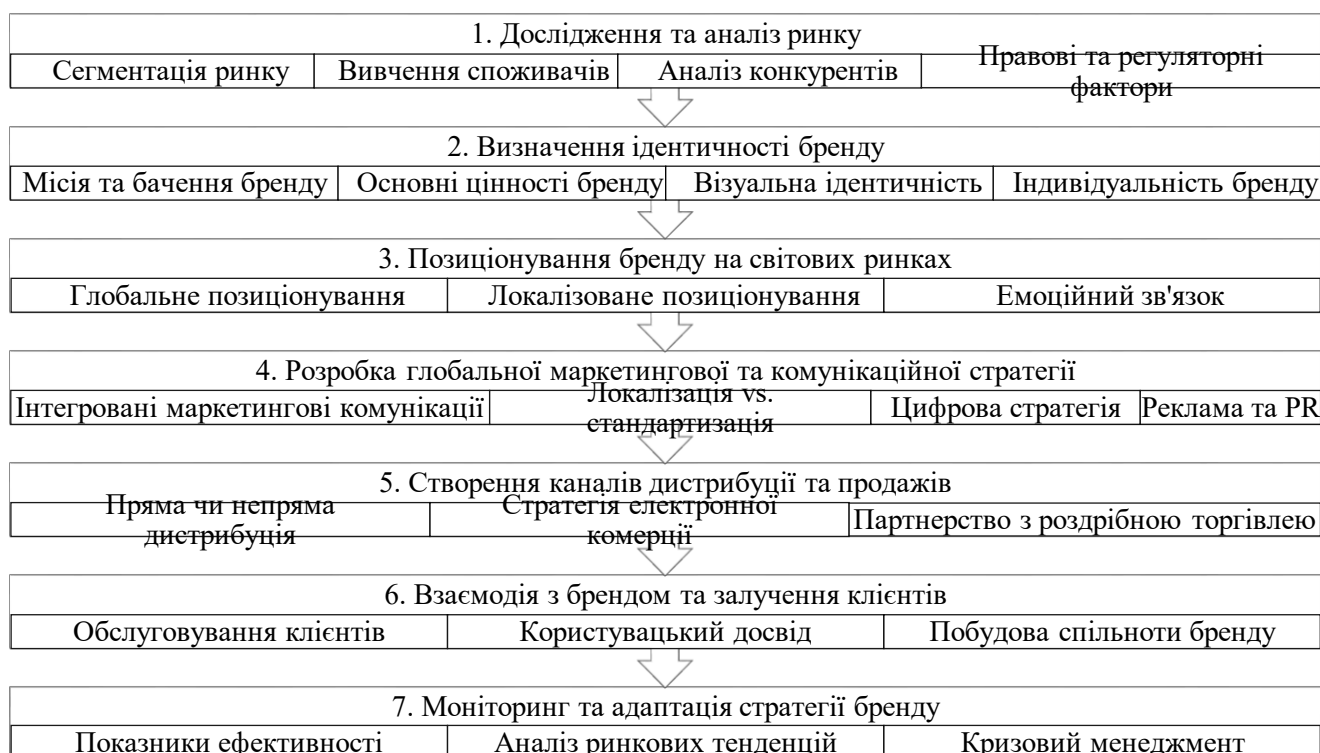 1. Дослідження та аналіз ринку
Сегментація ринку
Вивчення споживачів
Аналіз конкурентів
Правові та регуляторні
фактори
2. Визначення ідентичності бренду
Місія та бачення бренду
Основні цінності бренду
Візуальна ідентичність
Індивідуальність бренду
3. Позиціонування бренду на світових ринках
Глобальне позиціонування
Локалізоване позиціонування
Емоційний зв'язок
4. Розробка глобальної маркетингової та комунікаційної стратегії
Інтегровані маркетингові комунікації
Локалізація vs.
стандартизація
Цифрова стратегія
Реклама та PR
5. Створення каналів дистрибуції та продажів
Пряма чи непряма
дистрибуція
Стратегія електронної
комерції
Партнерство з роздрібною торгівлею
6. Взаємодія з брендом та залучення клієнтів
Обслуговування клієнтів
Користувацький досвід
Побудова спільноти бренду
7. Моніторинг та адаптація стратегії бренду
Показники ефективності
Аналіз ринкових тенденцій
Кризовий менеджмент